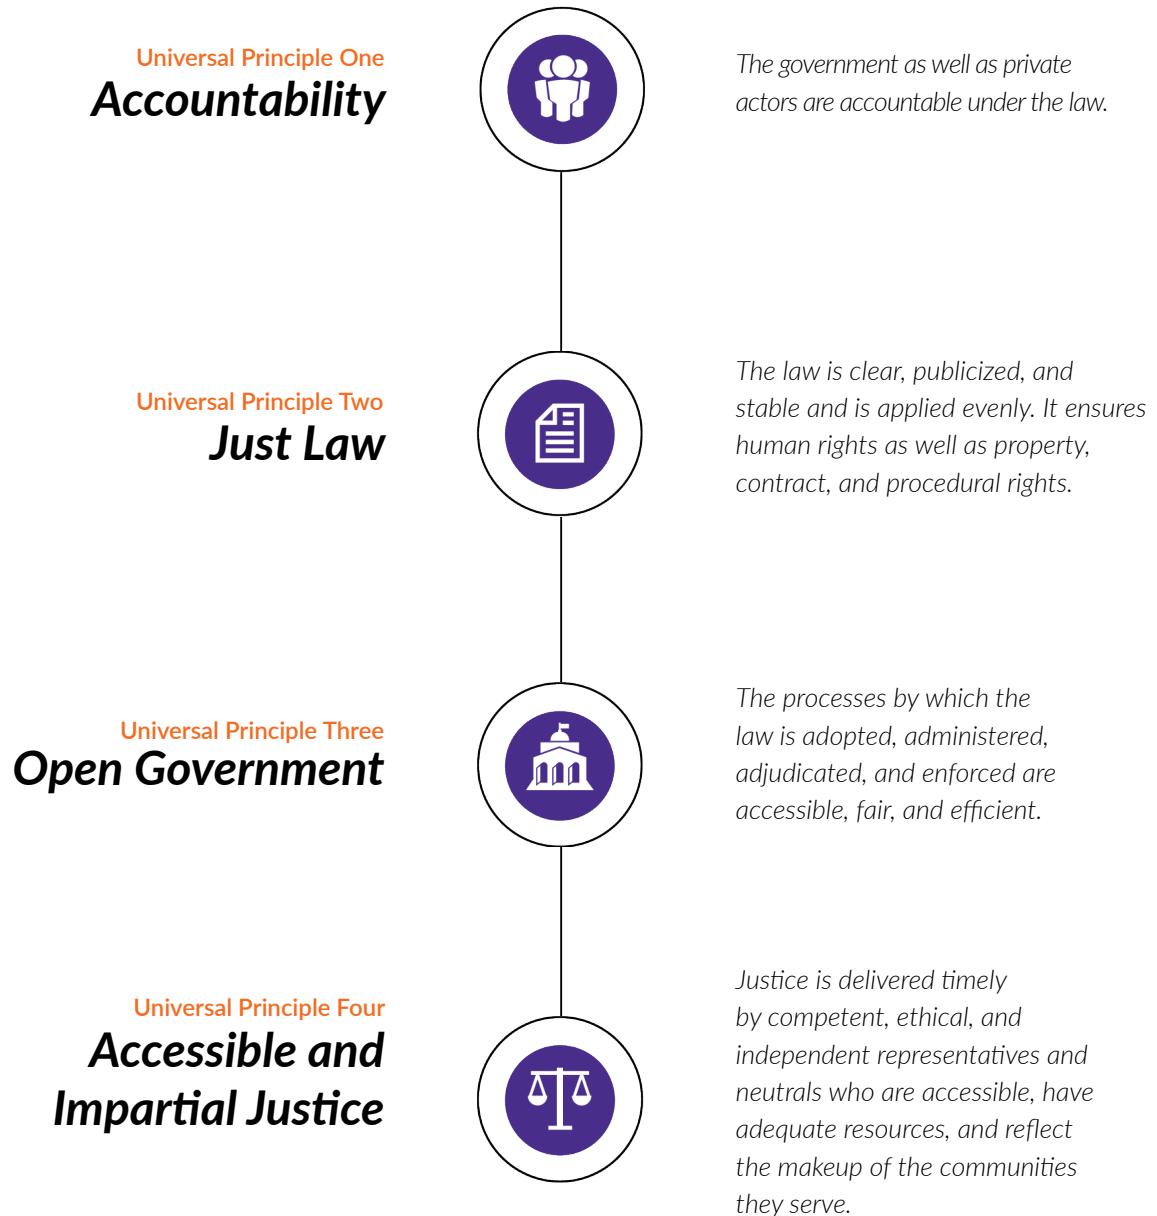 Universal Principle One
Accountability
The government as well as private
actors are accountable under the law.
Universal Principle Two
Just Law
The law is clear, publicized, and
stable and is applied evenly. It ensures
human rights as well as property,
contract, and procedural rights.
Universal Principle Three
Open Government
The processes by which the
law is adopted, administered,
adjudicated, and enforced are
accessible, fair, and efficient.
Universal Principle Four
Accessible and
Impartial Justice
Justice is delivered timely
by competent, ethical, and
independent representatives and
neutrals who are accessible, have
adequate resources, and reflect
the makeup of the communities
they serve.